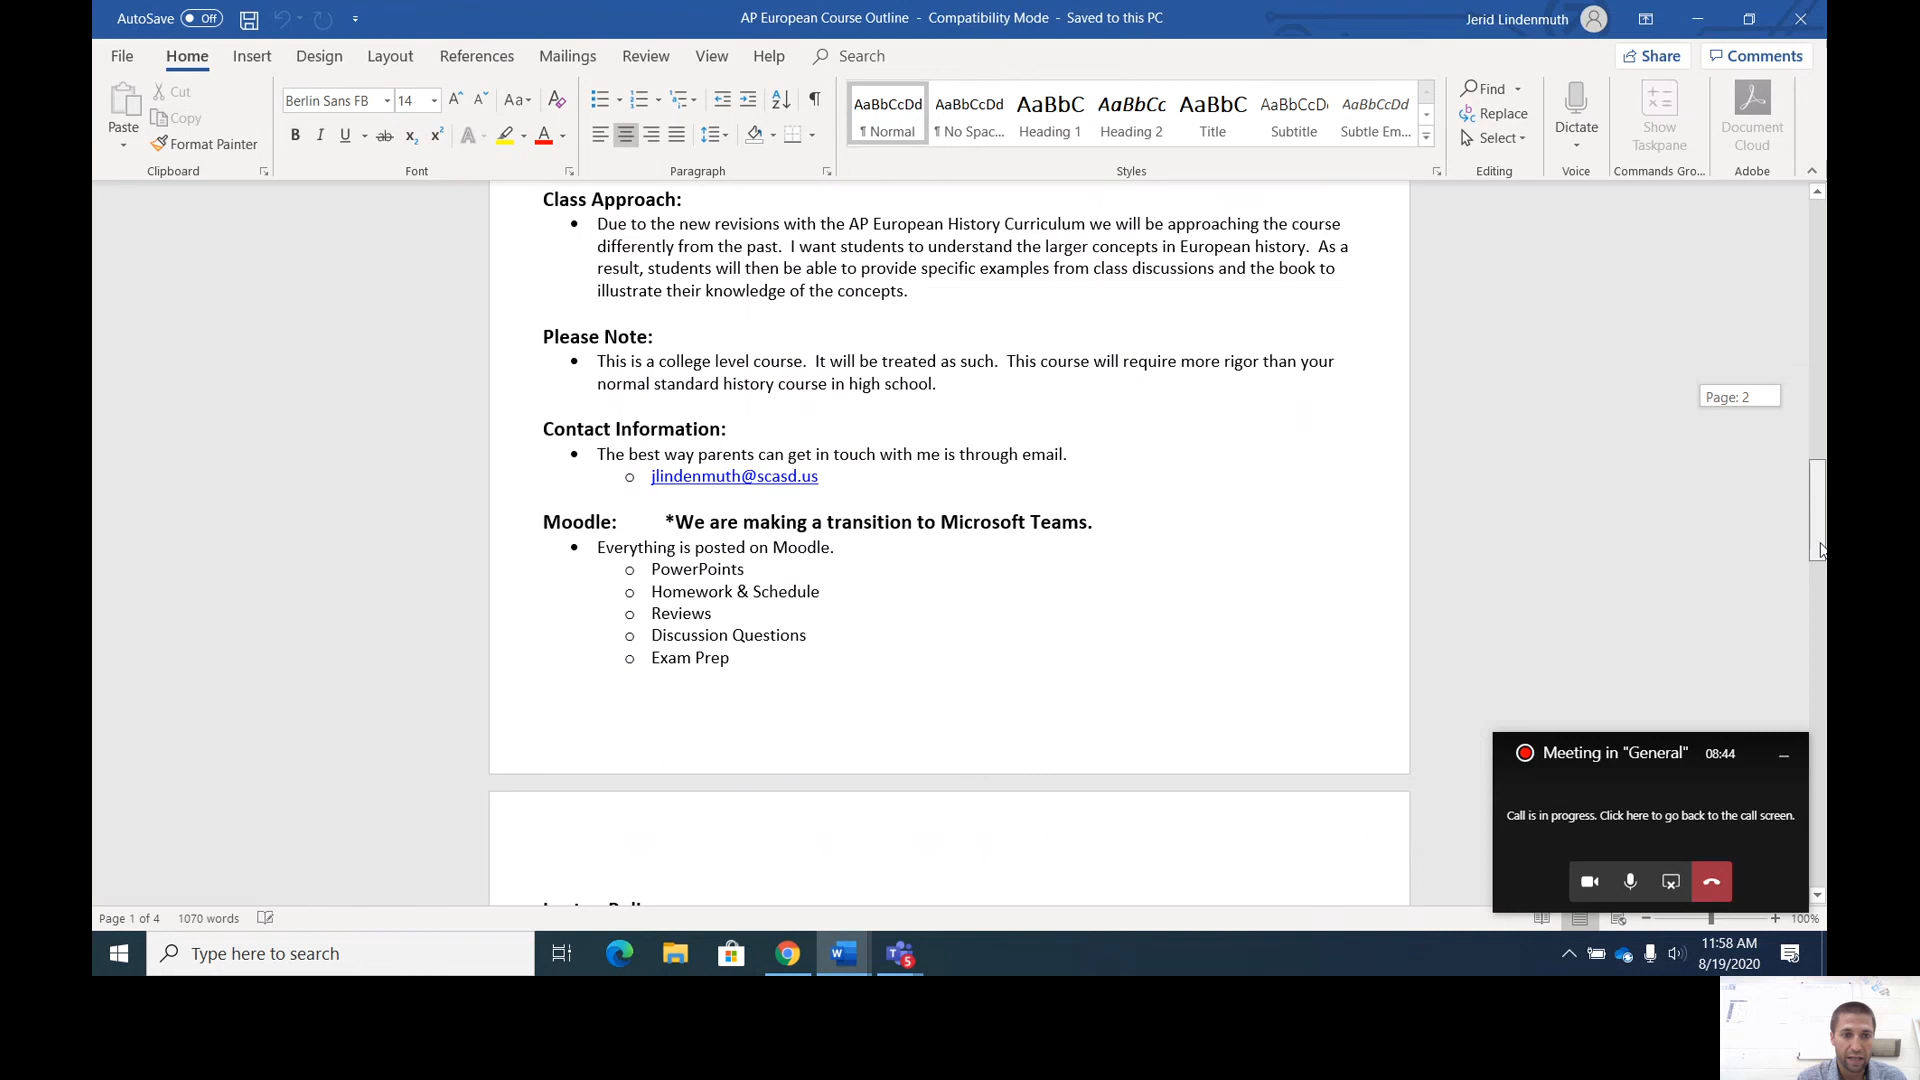 AutoSave Off
AP European Course Outline - Compatibility Mode - Saved to this PC
Jerid Lindenmuth
File Home Insert Design Layout References Mailings Review View Help Search
Share Comments
Paste
Cut
Copy
Format Painter
Clipboard
Berlin Sans FB 14
Font
Paragraph
AaBbCcDd AaBbCcDd AaBbC AaBbCc AaBbC AaBbCcD AaBbCcDd
¶ Normal ¶ No Spac... Heading 1 Heading 2 Title Subtitle Subtle Em...
Styles
Find
Replace
Select
Editing
Dictate
Voice
Show Taskpane
Commands Gro...
Document Cloud
Adobe
Class Approach:
• Due to the new revisions with the AP European History Curriculum we will be approaching the course
differently from the past. I want students to understand the larger concepts in European history. As a
result, students will then be able to provide specific examples from class discussions and the book to
illustrate their knowledge of the concepts.
Please Note:
• This is a college level course. It will be treated as such. This course will require more rigor than your
normal standard history course in high school.
Page: 2
Contact Information:
• The best way parents can get in touch with me is through email.
o jlindenmuth@scasd.us
Moodle: *We are making a transition to Microsoft Teams.
• Everything is posted on Moodle.
o PowerPoints
o Homework & Schedule
o Reviews
o Discussion Questions
o Exam Prep
Meeting in "General" 08:44
Call is in progress. Click here to go back to the call screen.
Page 1 of 4 1070 words
100%
Type here to search
5
11:58 AM
8/19/2020